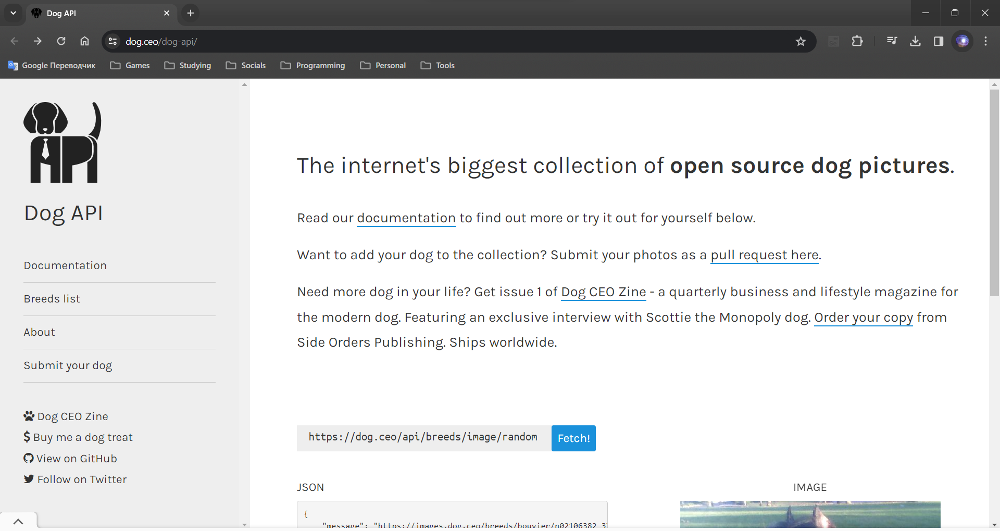 Dog API
dog.ceo/dog-api/
Google Переводчик
Games
Studying
Socials
Programming
Personal
Tools
Dog API
Documentation
Breeds list
About
Submit your dog
Dog CEO Zine
Buy me a dog treat
View on GitHub
Follow on Twitter
The internet's biggest collection of open source dog pictures.
Read our documentation to find out more or try it out for yourself below.
Want to add your dog to the collection? Submit your photos as a pull request here.
Need more dog in your life? Get issue 1 of Dog CEO Zine - a quarterly business and lifestyle magazine for
the modern dog. Featuring an exclusive interview with Scottie the Monopoly dog. Order your copy from
Side Orders Publishing. Ships worldwide.
https://dog.ceo/api/breeds/image/random
Fetch!
JSON
IMAGE
{
"message": "https://images.dog.ceo/breeds/bouvier/n02106382_3